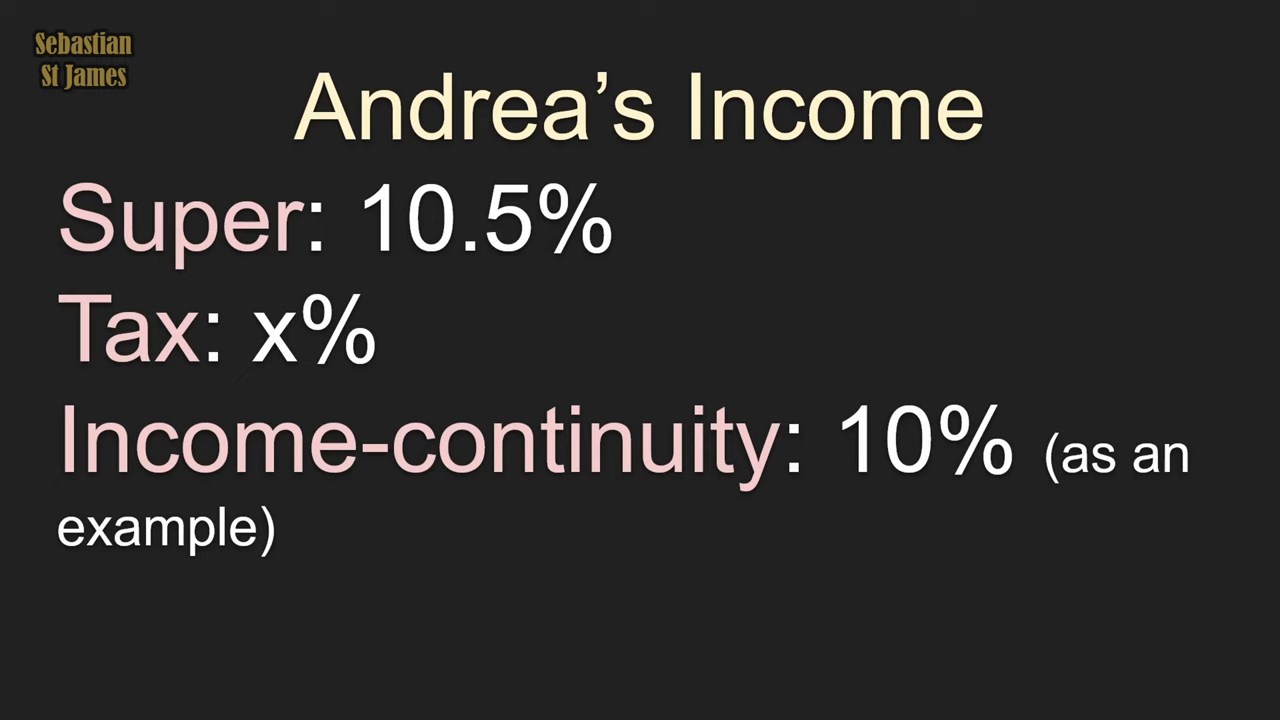 Sebastian
St James
Andrea’s Income
Super: 10.5%
Tax: x%
Income-continuity: 10% (as an
example)